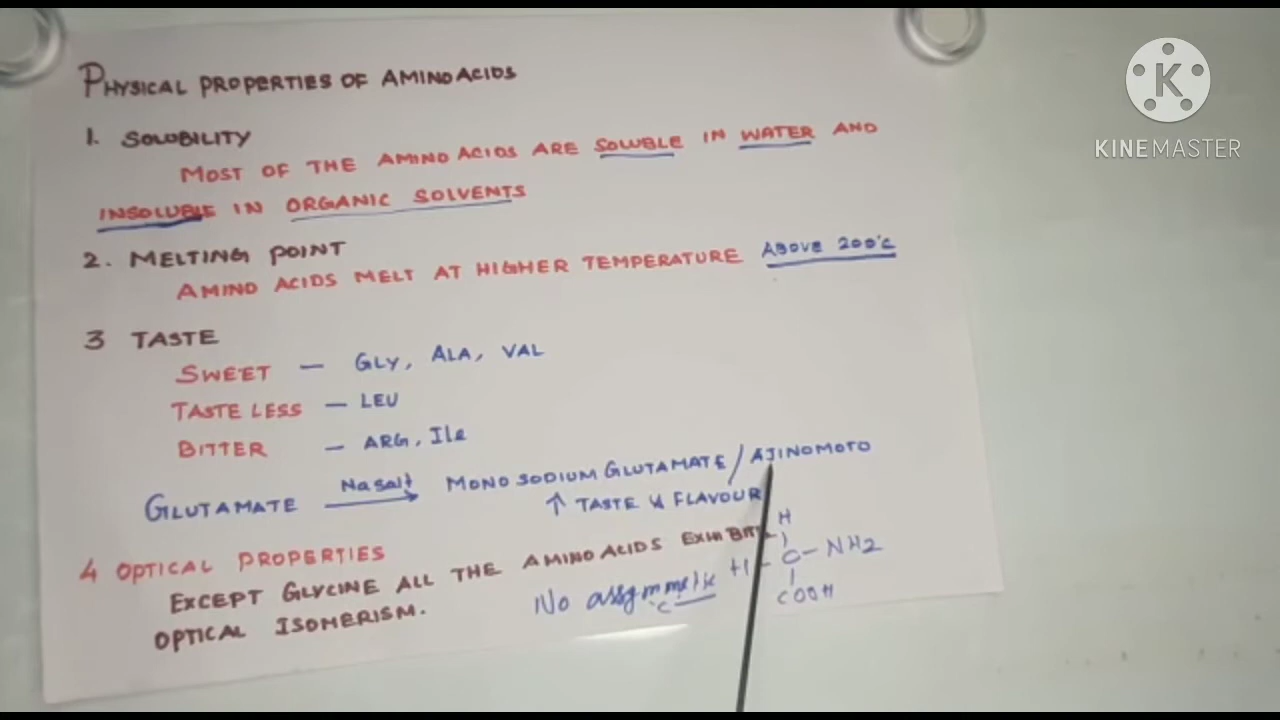 PHYSICAL PROPERTIES OF AMINO ACIDS
K
KINEMASTER
1. SOLUBILITY
MOST OF THE AMINO ACIDS ARE SOLUBLE IN WATER AND
INSOLUBLE IN ORGANIC SOLVENTS
2. MELTING POINT
AMINO ACIDS MELT AT HIGHER TEMPERATURE ABOVE 200°C
3 TASTE
SWEET — GLY, ALA, VAL
TASTE LESS — LEU
BITTER — ARG, Ile
GLUTAMATE Na salt → MONO SODIUM GLUTAMATE / AJINOMOTO
↑ TASTE & FLAVOUR
4 OPTICAL PROPERTIES
EXCEPT GLYCINE ALL THE AMINO ACIDS EXHIBIT
OPTICAL ISOMERISM.
No assymmetic
C
H
H - C - NH2
COOH